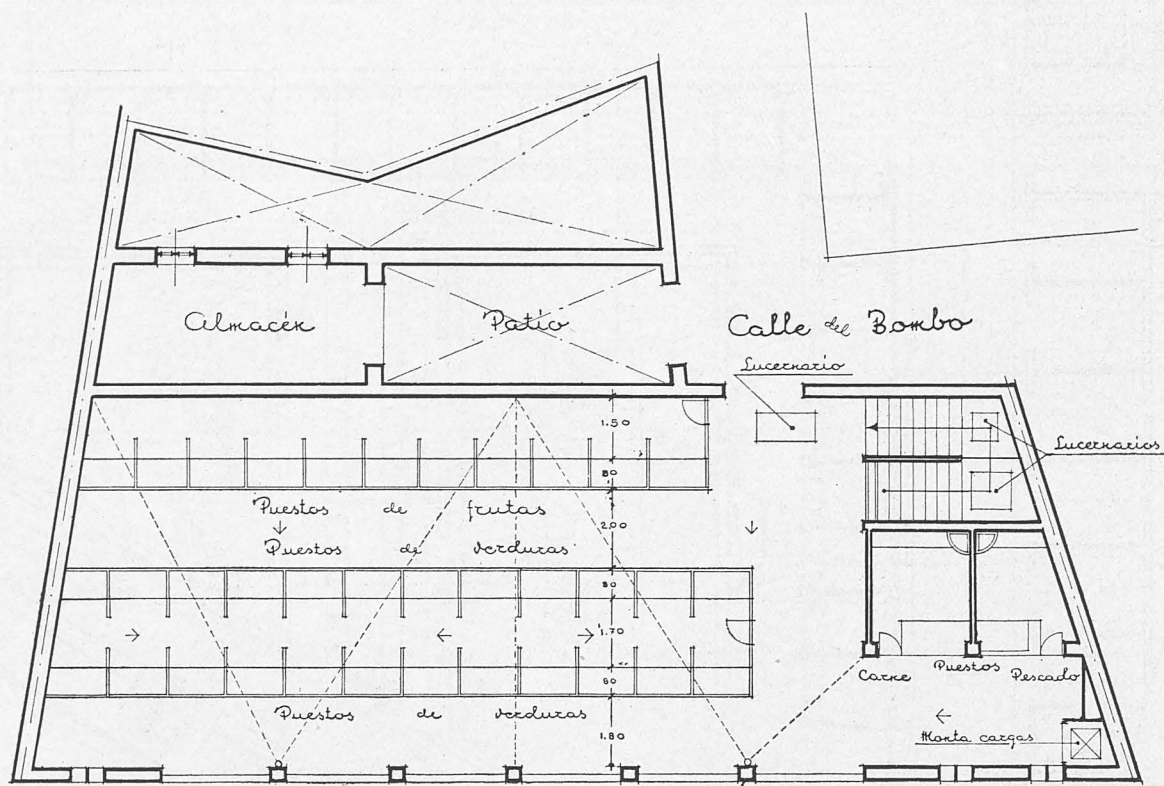 Almacén
Patio
Calle del Bombo
Lucernario
1.50
Lucernarios
80
Puestos de frutas
2,00
Puestos de verduras
80
1.70
Carne
Puestos
Pescado
80
Puestos de verduras
1.80
Monta cargas